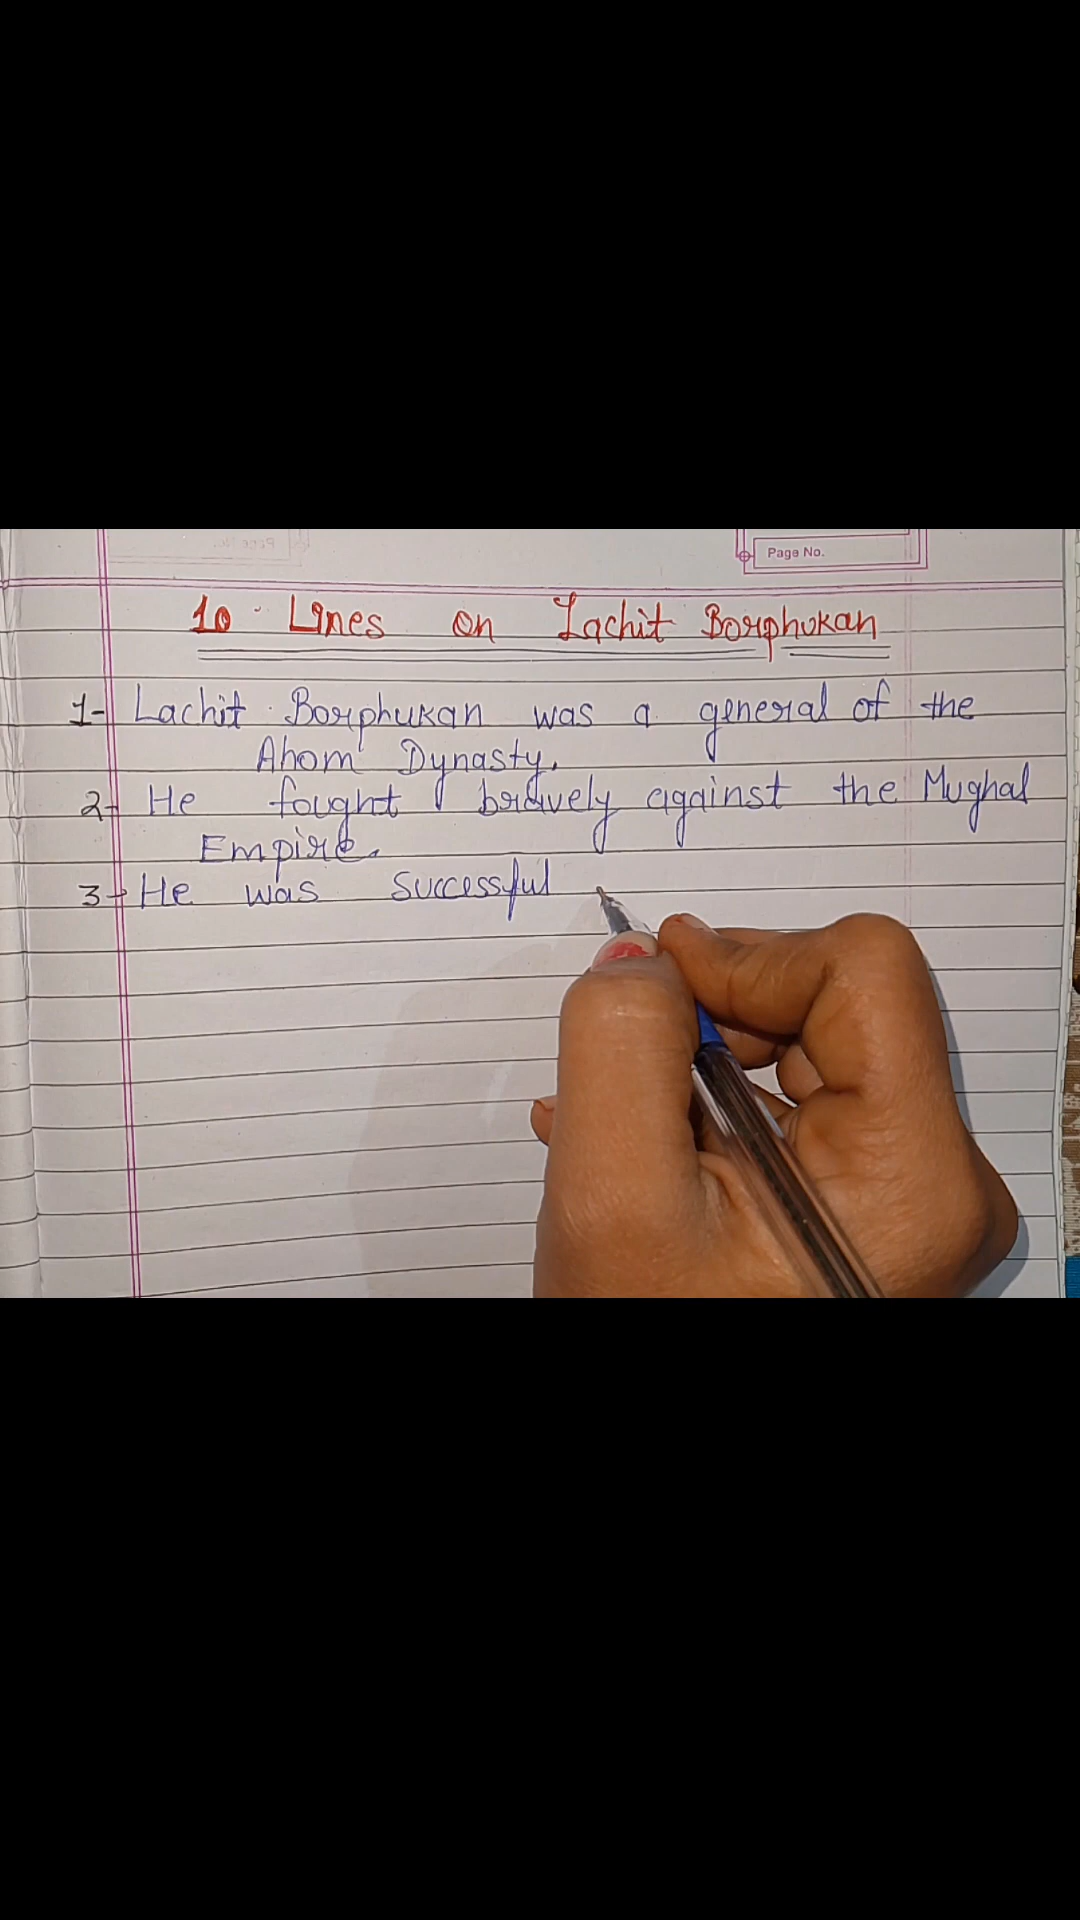 Page No.
10 Lines on Lachit Borphukan
1- Lachit Borphukan was a general of the
Ahom Dynasty.
2- He fought bravely against the Mughal
Empire.
3- He was successful